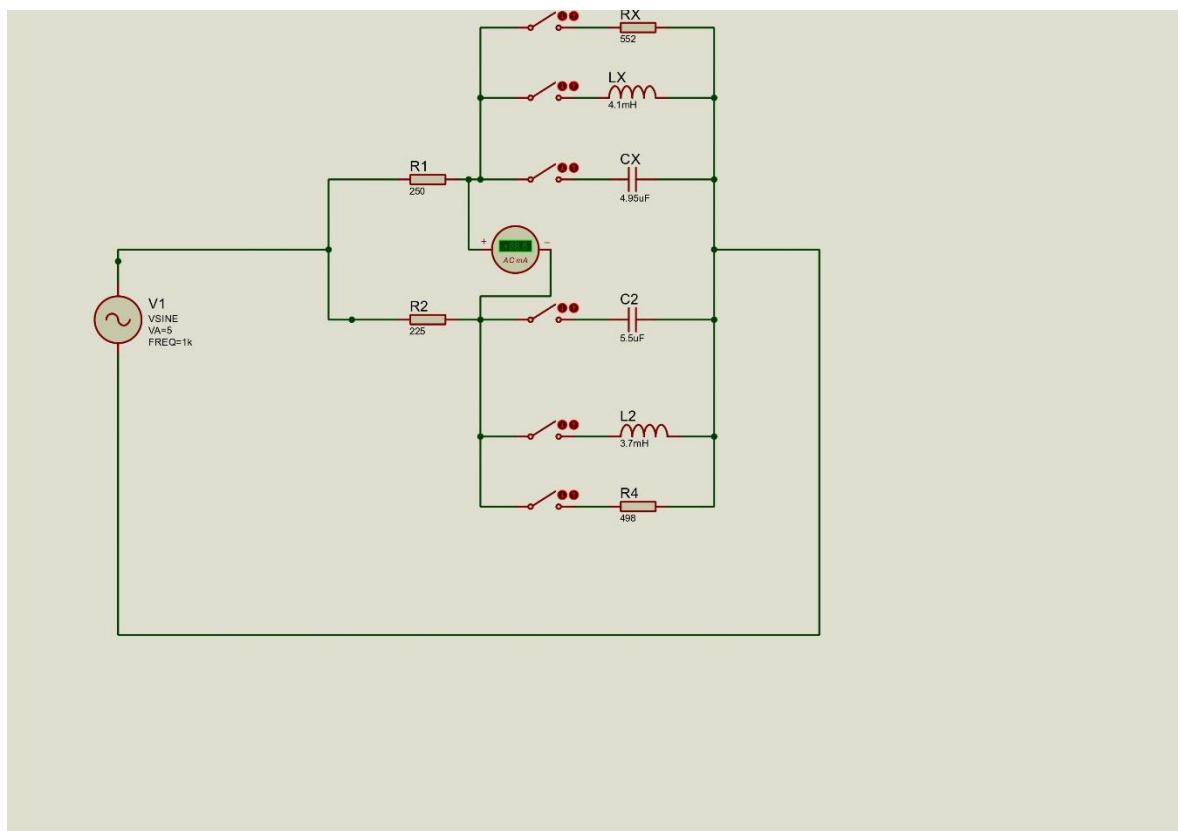 RX
552
LX
4.1mH
CX
4.95uF
R1
250
+
−
AC mA
V1
VSINE
VA=5
FREQ=1k
R2
225
C2
5.5uF
L2
3.7mH
R4
498